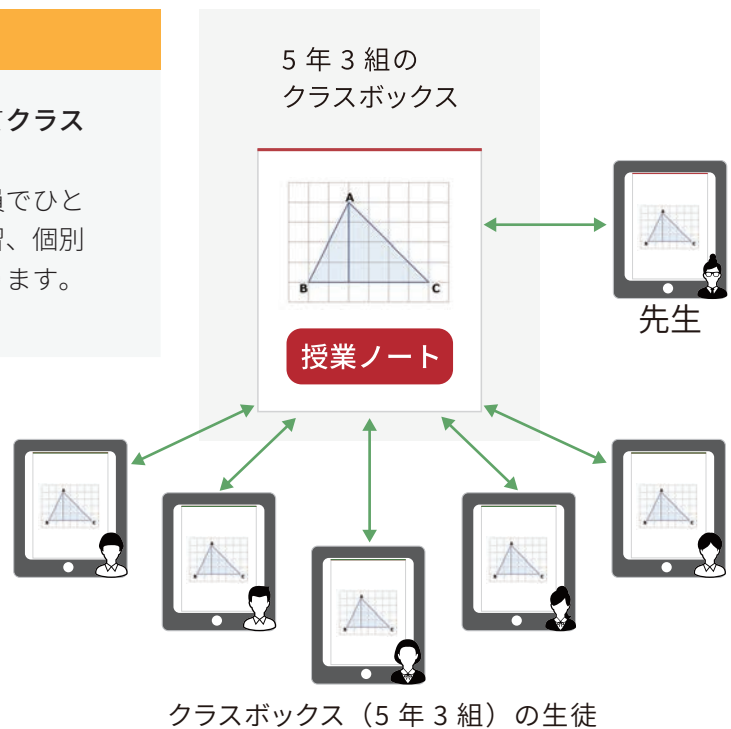 クラス
員でひと
習、個別
ます。
5 年 3 組の
クラスボックス
A
B
C
授業ノート
先生
クラスボックス（5 年 3 組）の生徒